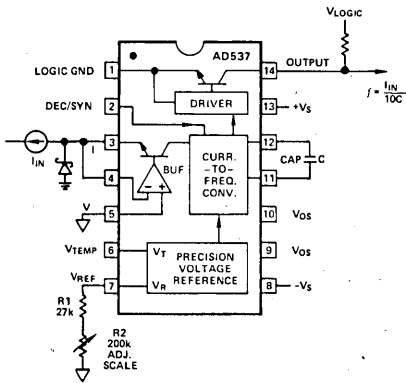 VLOGIC
AD537
LOGIC GND
1
14
OUTPUT
f = IIN
10C
DEC/SYN
2
DRIVER
13
+VS
3
I
IIN
12
CURR.
-TO-
FREQ.
CONV.
CAP
C
BUF
4
- +
11
V
5
10
VOS
VTEMP
6
VT
PRECISION
VOLTAGE
REFERENCE
9
VOS
VREF
7
VR
8
-VS
R1
27k
R2
200k
ADJ.
SCALE